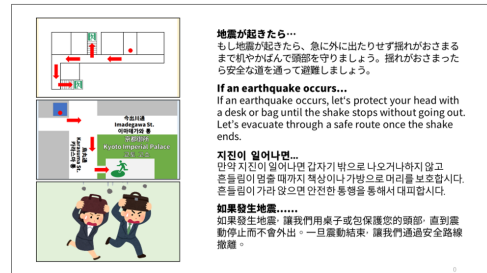 今出川通
Imadegawa St.
이마데가와 통
烏丸通
Karasuma St.
카라스마 통
Kyoto Imperial Palace
地震が起きたら…
もし地震が起きたら、急に外に出たりせず揺れがおさまる
まで机やかばんで頭部を守りましょう。揺れがおさまった
ら安全な道を通って避難しましょう。
If an earthquake occurs...
If an earthquake occurs, let's protect your head with
a desk or bag until the shake stops without going out.
Let's evacuate through a safe route once the shake
ends.
지진이 일어나면...
만약 지진이 일어나면 갑자기 밖으로 나오거나하지 않고
흔들림이 멈출 때까지 책상이나 가방으로 머리를 보호합시다.
흔들림이 가라 앉으면 안전한 통행을 통해서 대피합시다.
如果發生地震......
如果發生地震，讓我們用桌子或包保護您的頭部，直到震
動停止而不會外出。一旦震動結束，讓我們通過安全路線
撤離。